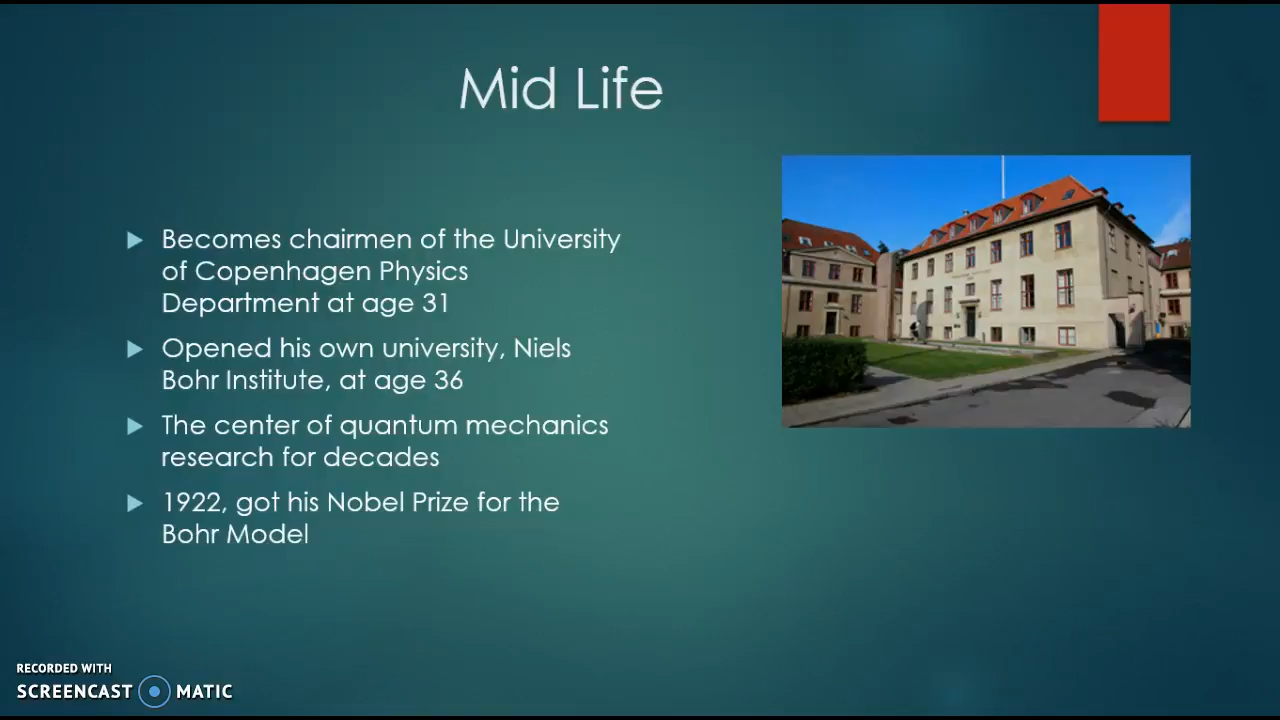 Mid Life
Becomes chairmen of the University
of Copenhagen Physics
Department at age 31
Opened his own university, Niels
Bohr Institute, at age 36
The center of quantum mechanics
research for decades
1922, got his Nobel Prize for the
Bohr Model
RECORDED WITH
SCREENCAST MATIC